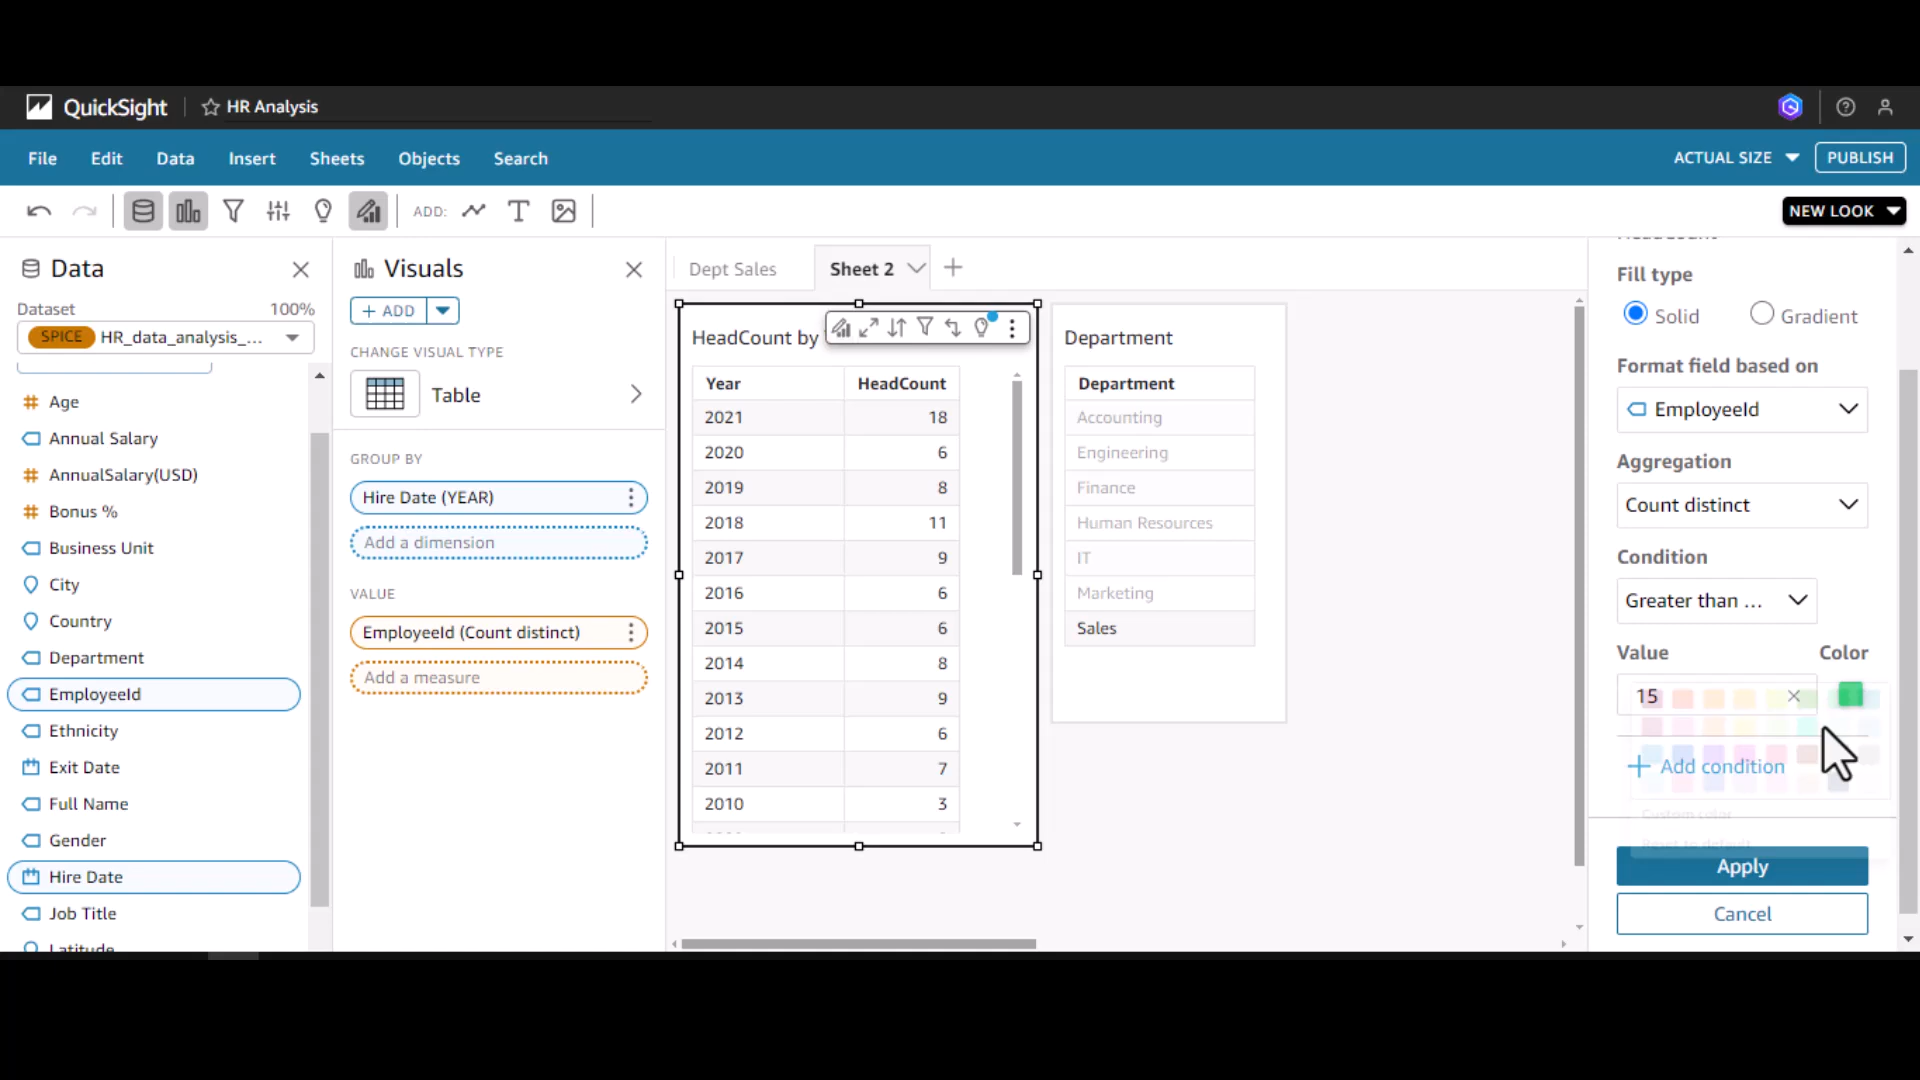 QuickSight
HR Analysis
File Edit Data Insert Sheets Objects Search
ACTUAL SIZE
PUBLISH
ADD:
NEW LOOK
Data
Dataset 100%
SPICE HR_data_analysis_...
Age
Annual Salary
AnnualSalary(USD)
Bonus %
Business Unit
City
Country
Department
EmployeeId
Ethnicity
Exit Date
Full Name
Gender
Hire Date
Job Title
Latitude
Visuals
+ ADD
CHANGE VISUAL TYPE
Table
GROUP BY
Hire Date (YEAR)
Add a dimension
VALUE
EmployeeId (Count distinct)
Add a measure
Dept Sales
Sheet 2
HeadCount by
Year HeadCount
2021 18
2020 6
2019 8
2018 11
2017 9
2016 6
2015 6
2014 8
2013 9
2012 6
2011 7
2010 3
Department
Department
Accounting
Engineering
Finance
Human Resources
IT
Marketing
Sales
Fill type
Solid Gradient
Format field based on
EmployeeId
Aggregation
Count distinct
Condition
Greater than ...
Value Color
15
+ Add condition
Custom color
Reset to default
Apply
Cancel